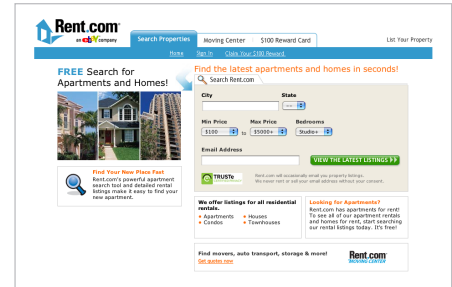 Rent.com
an ebY company
Search Properties
Moving Center
$100 Reward Card
List Your Property
Home
Sign In
Claim Your $100 Reward
FREE Search for
Apartments and Homes!
Find the latest apartments and homes in seconds!
Search Rent.com
City
State
Min Price
Max Price
Bedrooms
$100
to
$5000+
Studio+
Email Address
VIEW THE LATEST LISTINGS
TRUSTe
Rent.com will occasionally email you property listings.
We never rent or sell your email address without your consent.
Find Your New Place Fast
Rent.com's powerful apartment
search tool and detailed rental
listings make it easy to find your
new apartment.
We offer listings for all residential
rentals.
• Apartments • Houses
• Condos • Townhouses
Looking for Apartments?
Rent.com has apartments for rent!
To see all of our apartment rentals
and homes for rent, start searching
our rental listings today. It's free!
Find movers, auto transport, storage & more!
Get quotes now
Rent.com
MOVING CENTER